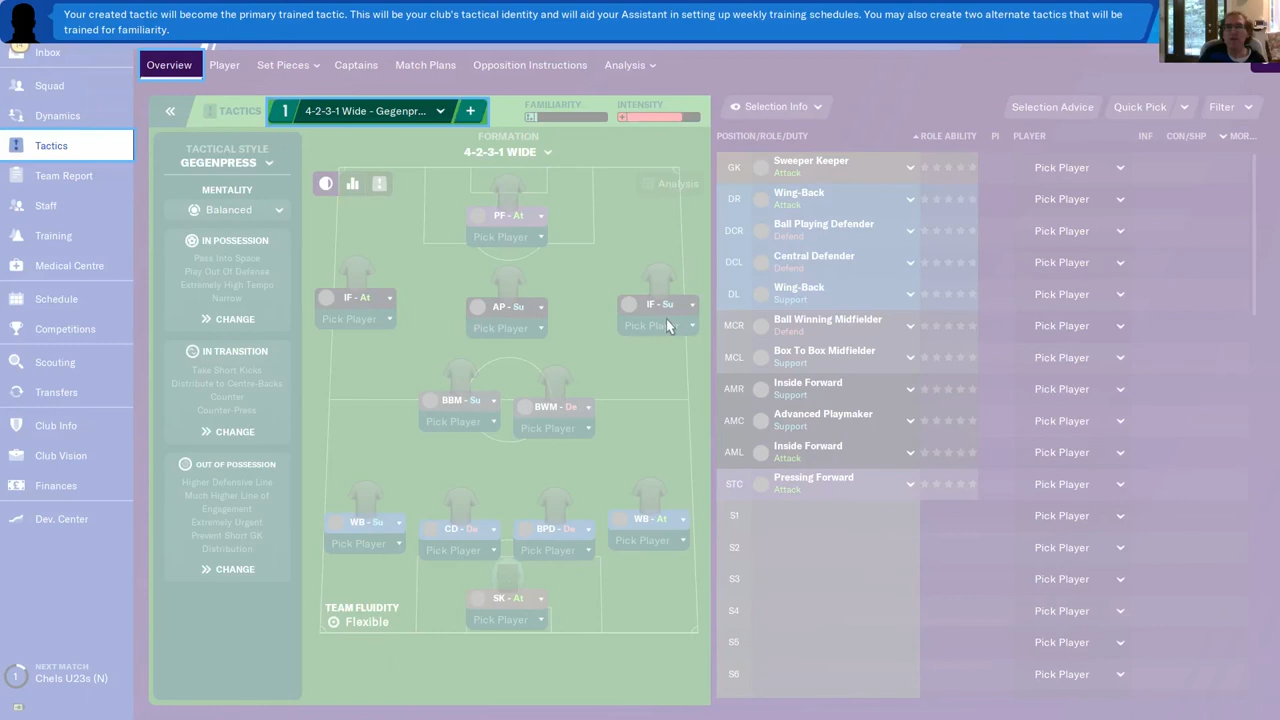 Your created tactic will become the primary trained tactic. This will be your club's tactical identity and will aid your Assistant in setting up weekly training schedules. You may also create two alternate tactics that will be
trained for familiarity.
Inbox
Squad
Dynamics
Tactics
Team Report
Staff
Training
Medical Centre
Schedule
Competitions
Scouting
Transfers
Club Info
Club Vision
Finances
Dev. Center
1
NEXT MATCH
Chels U23s (N)
Overview
Player
Set Pieces
Captains
Match Plans
Opposition Instructions
Analysis
TACTICS
1
4-2-3-1 Wide - Gegenpr...
+
FAMILIARITY
INTENSITY
TACTICAL STYLE
GEGENPRESS
MENTALITY
Balanced
IN POSSESSION
Pass Into Space
Play Out Of Defense
Extremely High Tempo
Narrow
CHANGE
IN TRANSITION
Take Short Kicks
Distribute to Centre-Backs
Counter
Counter-Press
CHANGE
OUT OF POSSESSION
Higher Defensive Line
Much Higher Line of
Engagement
Extremely Urgent
Prevent Short GK
Distribution
CHANGE
FORMATION
4-2-3-1 WIDE
Analysis
PF - At
Pick Player
IF - At
Pick Player
AP - Su
Pick Player
IF - Su
BBM - Su
Pick Player
BWM - De
Pick Player
WB - Su
Pick Player
CD - De
Pick Player
BPD - De
Pick Player
WB - At
Pick Player
SK - At
Pick Player
TEAM FLUIDITY
Flexible
Selection Info
Selection Advice
Quick Pick
Filter
POSITION/ROLE/DUTY ROLE ABILITY PI PLAYER INF CON/SHP MOR...
GK Sweeper Keeper Pick Player
Attack
DR Wing-Back Pick Player
Attack
DCR Ball Playing Defender Pick Player
Defend
DCL Central Defender Pick Player
Defend
DL Wing-Back Pick Player
Support
MCR Ball Winning Midfielder Pick Player
Defend
MCL Box To Box Midfielder Pick Player
Support
AMR Inside Forward Pick Player
Support
AMC Advanced Playmaker Pick Player
Support
AML Inside Forward Pick Player
Attack
STC Pressing Forward Pick Player
Attack
S1 Pick Player
S2 Pick Player
S3 Pick Player
S4 Pick Player
S5 Pick Player
S6 Pick Player